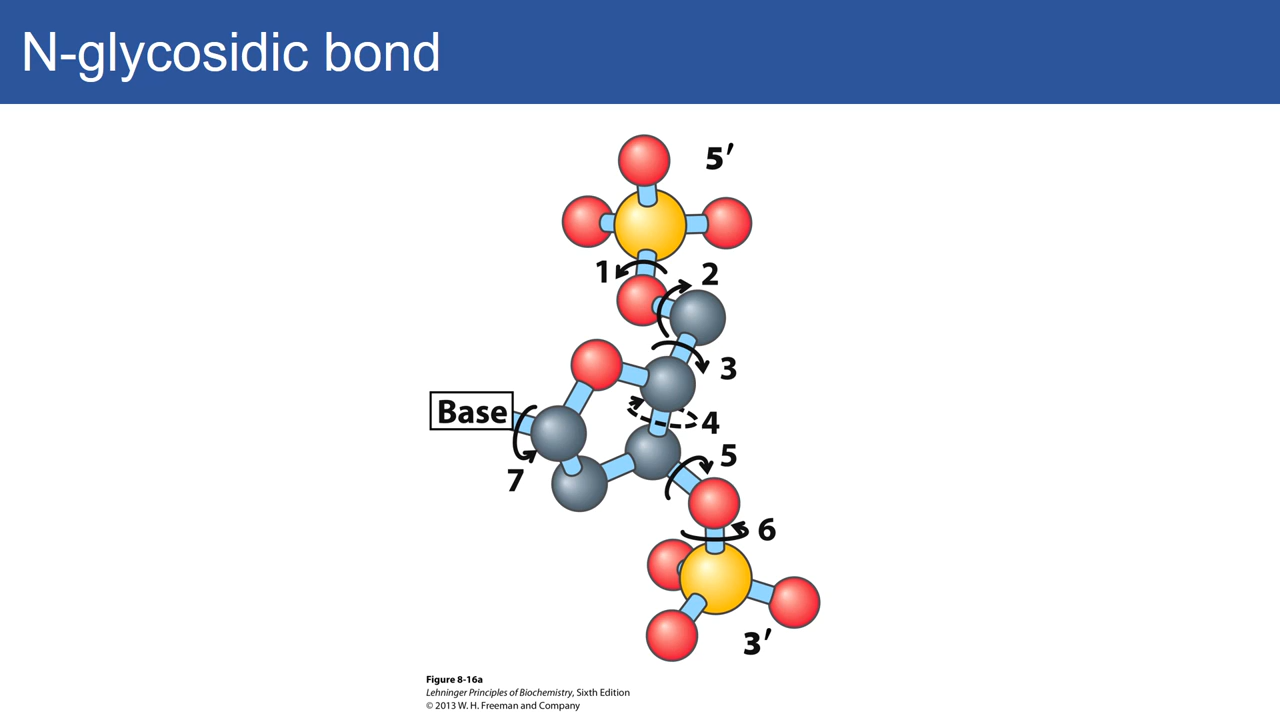 N-glycosidic bond
5′
1
2
3
Base
4
5
7
6
3′
Figure 8-16a
Lehninger Principles of Biochemistry, Sixth Edition
© 2013 W. H. Freeman and Company